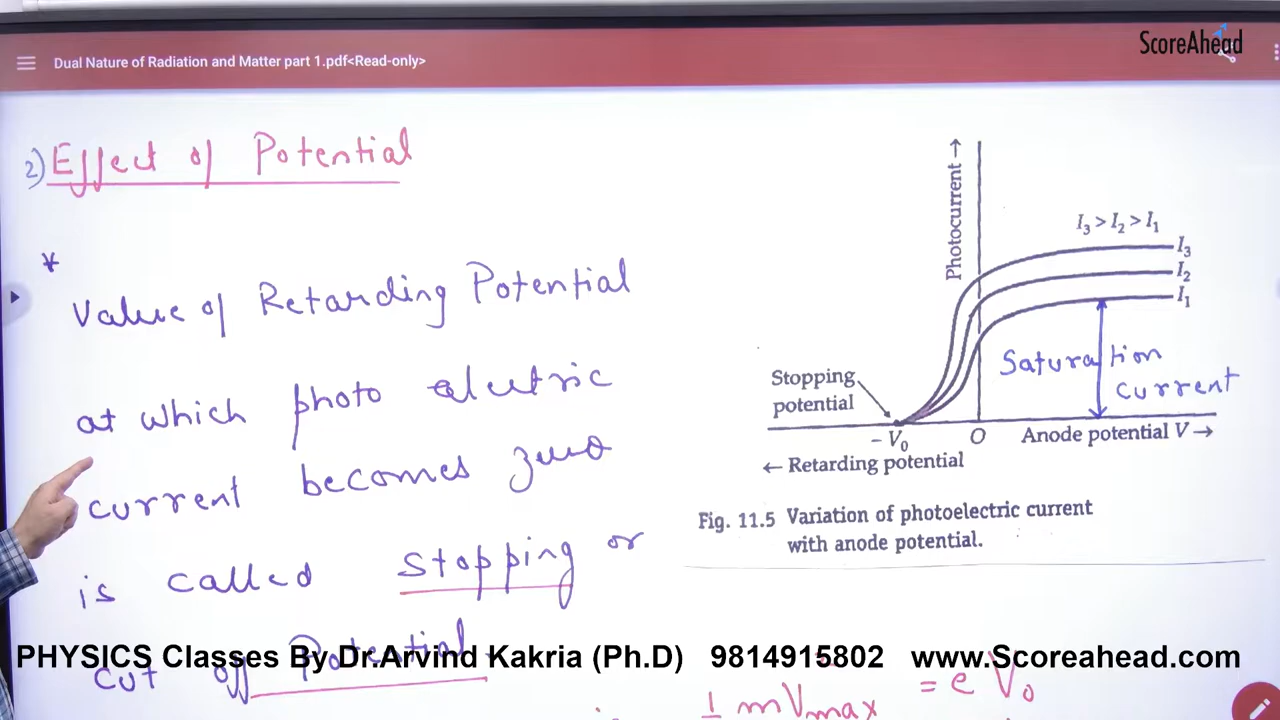 ScoreAhead
Dual Nature of Radiation and Matter part 1.pdf<Read-only>
2) Effect of Potential
*
Value of Retarding Potential
at which photo electric
current becomes zero
is called stopping or
cut off Potential.
Photocurrent →
I₃ > I₂ > I₁
I₃
I₂
I₁
Saturation
current
Stopping
potential
– V₀
O
Anode potential V →
← Retarding potential
Fig. 11.5 Variation of photoelectric current
with anode potential.
PHYSICS Classes By Dr.Arvind Kakria (Ph.D) 9814915802 www.Scoreahead.com
1 mVmax = e V₀